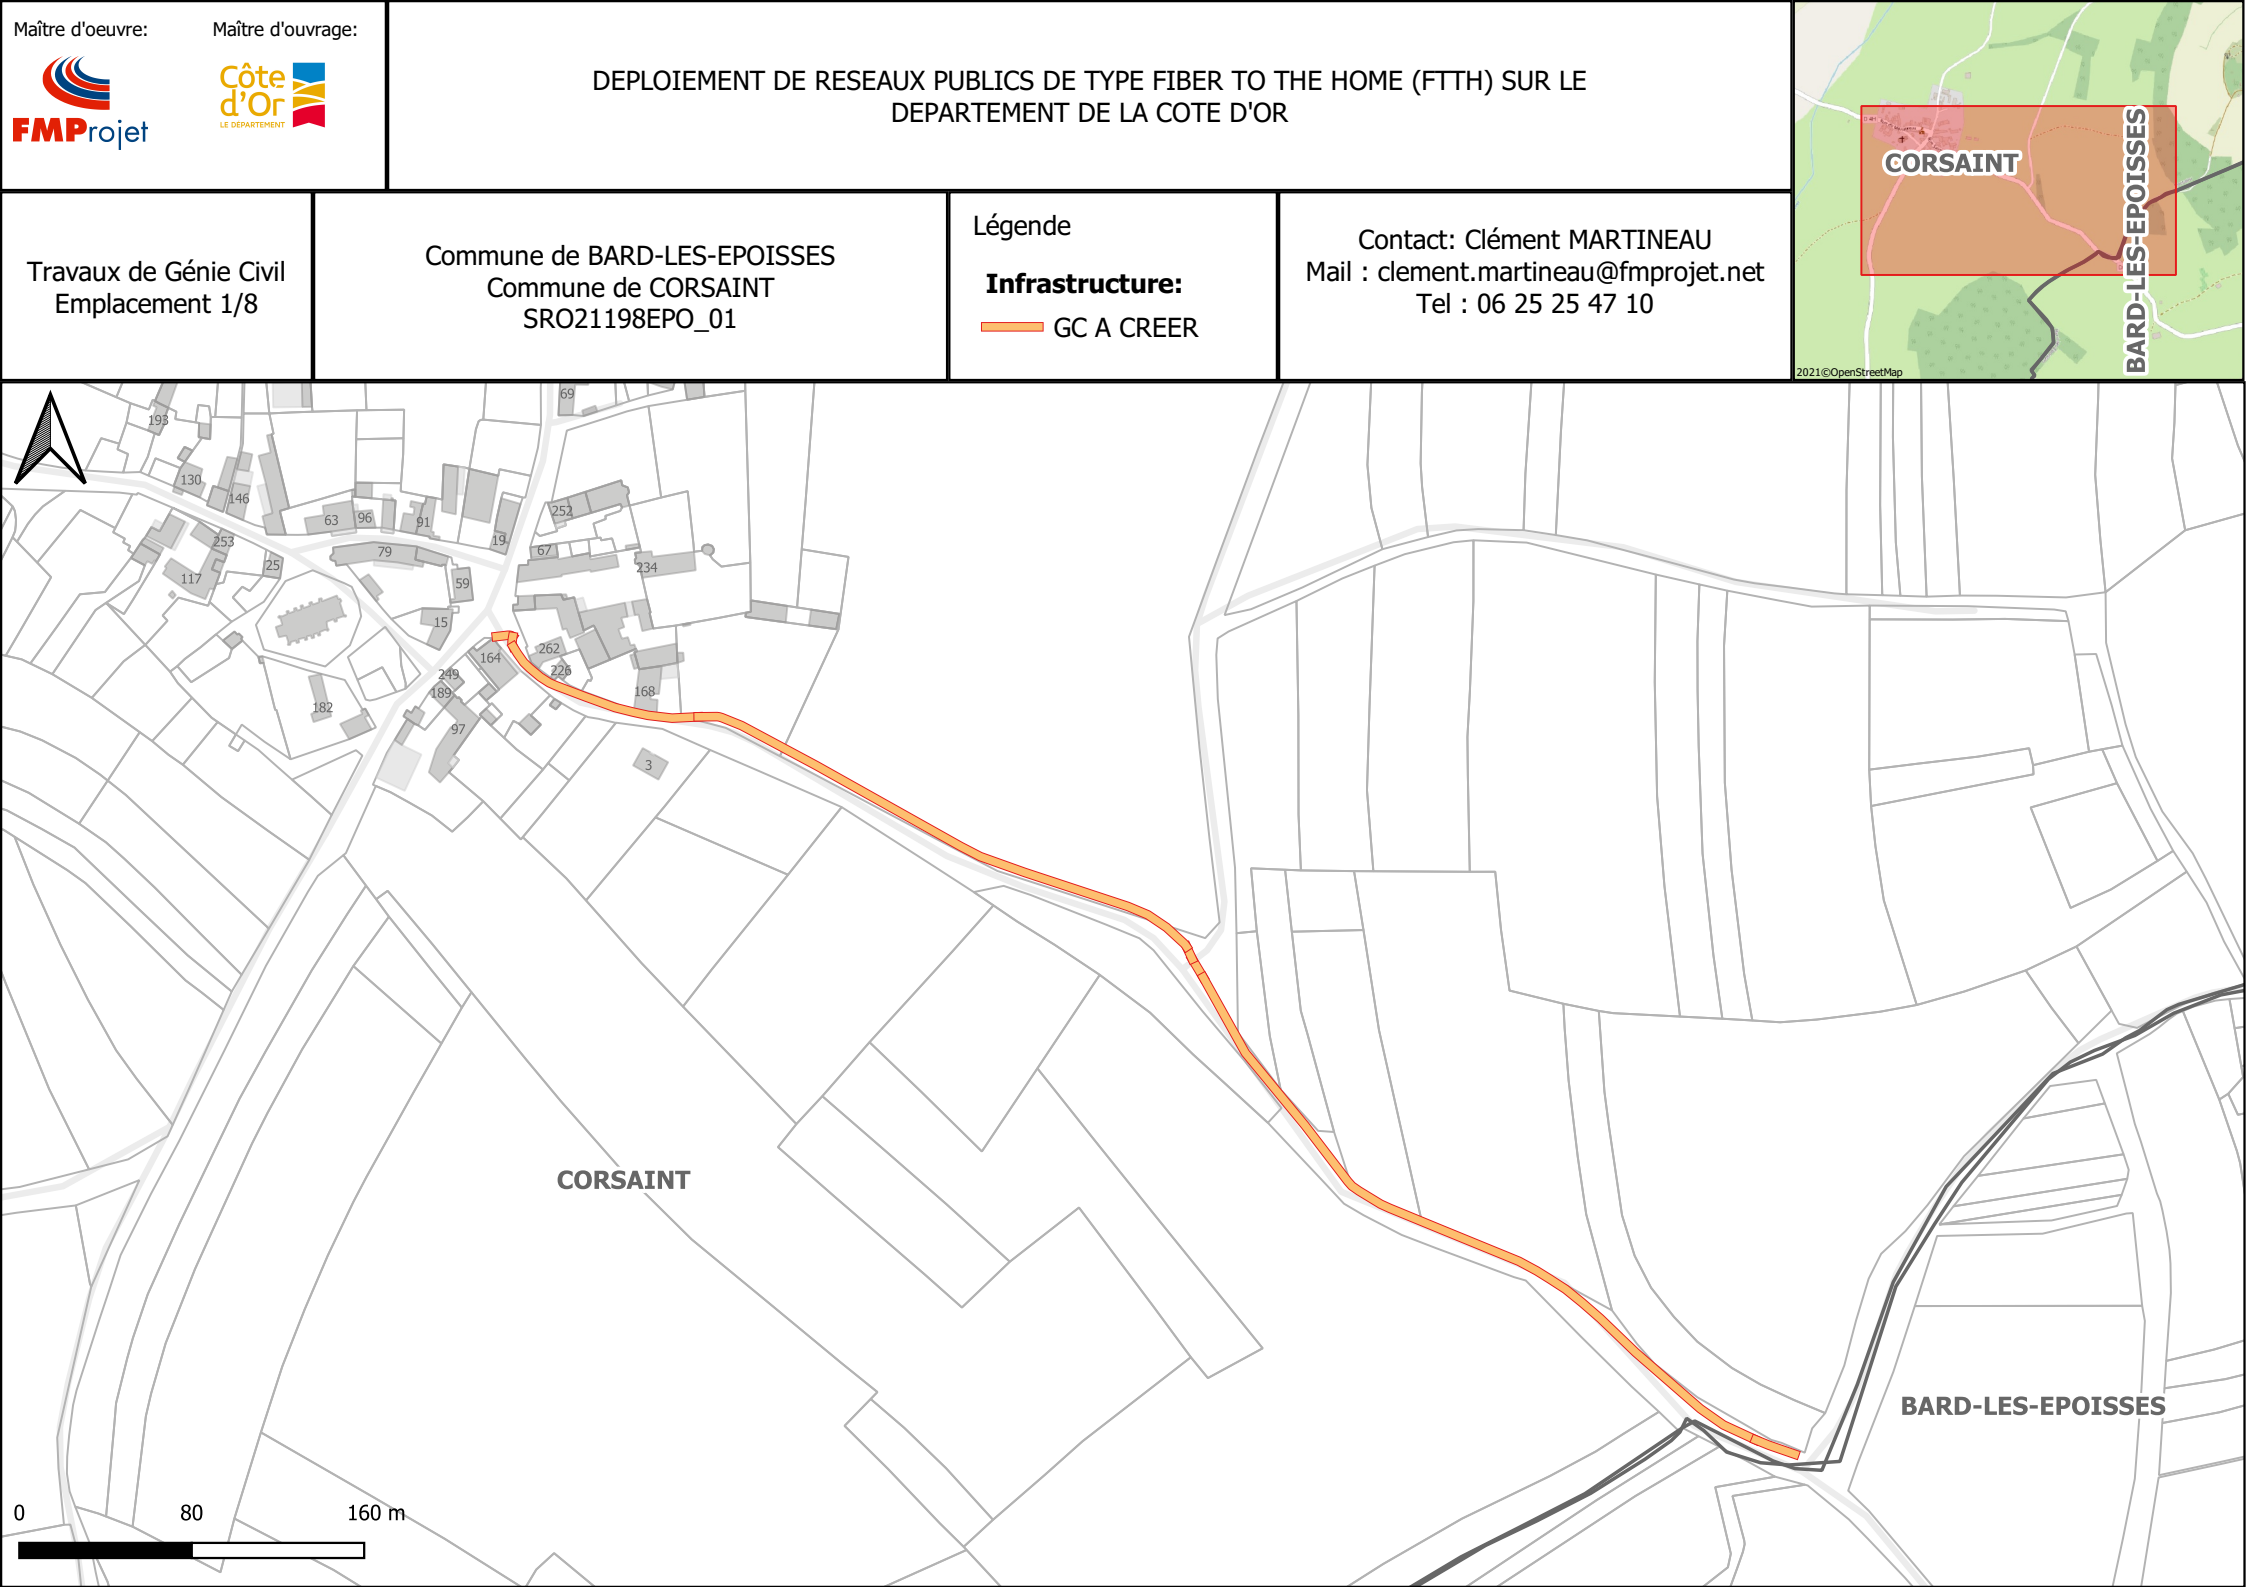 Maître d'oeuvre:
Maître d'ouvrage:
FMProjet
Côte
d'Or
LE DÉPARTEMENT
DEPLOIEMENT DE RESEAUX PUBLICS DE TYPE FIBER TO THE HOME (FTTH) SUR LE
DEPARTEMENT DE LA COTE D'OR
Travaux de Génie Civil
Emplacement 1/8
Commune de BARD-LES-EPOISSES
Commune de CORSAINT
SRO21198EPO_01
Légende
Infrastructure:
GC A CREER
Contact: Clément MARTINEAU
Mail : clement.martineau@fmprojet.net
Tel : 06 25 25 47 10
CORSAINT
BARD-LES-EPOISSES
2021©OpenStreetMap
69
193
130
146
63
96
91
19
252
253
79
67
117
25
59
234
15
164
262
226
249
189
168
182
97
3
CORSAINT
BARD-LES-EPOISSES
0
80
160 m